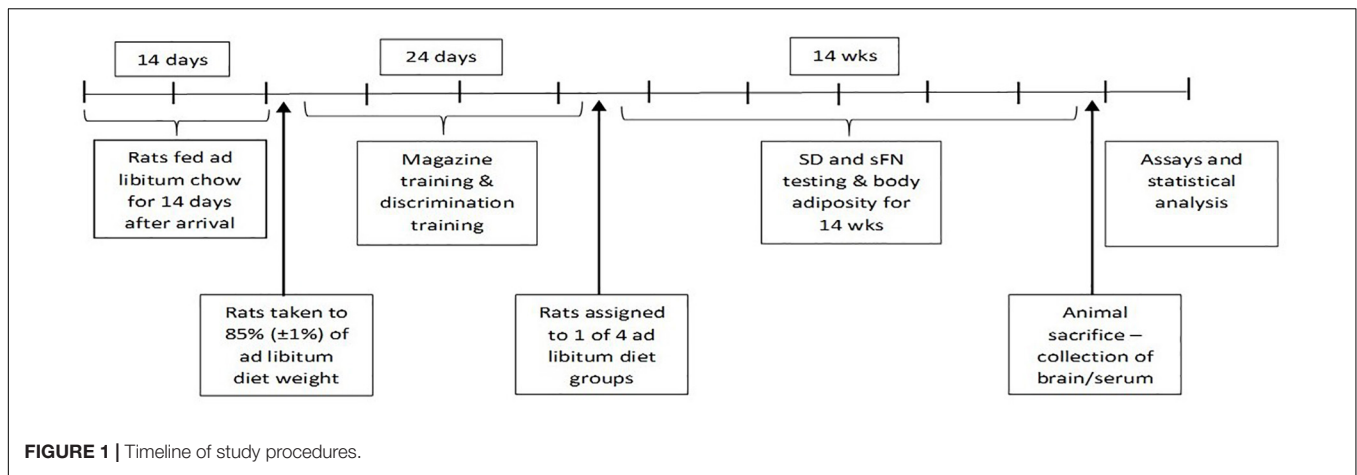 14 days
24 days
14 wks
Rats fed ad
libitum chow
for 14 days
after arrival
Magazine
training &
discrimination
training
SD and sFN
testing & body
adiposity for
14 wks
Assays and
statistical
analysis
Rats taken to
85% (±1%) of
ad libitum
diet weight
Rats assigned
to 1 of 4 ad
libitum diet
groups
Animal
sacrifice –
collection of
brain/serum
FIGURE 1 | Timeline of study procedures.